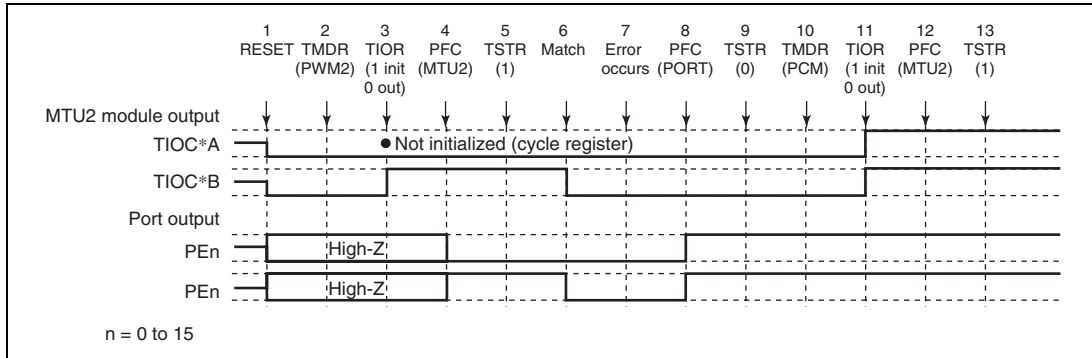 1 2 3 4 5 6 7 8 9 10 11 12 13
RESET TMDR TIOR PFC TSTR Match Error PFC TSTR TMDR TIOR PFC TSTR
(PWM2) (1 init (MTU2) (1) occurs (PORT) (0) (PCM) (1 init (MTU2) (1)
0 out) 0 out)
MTU2 module output
TIOC*A
● Not initialized (cycle register)
TIOC*B
Port output
PEn
High-Z
PEn
High-Z
n = 0 to 15